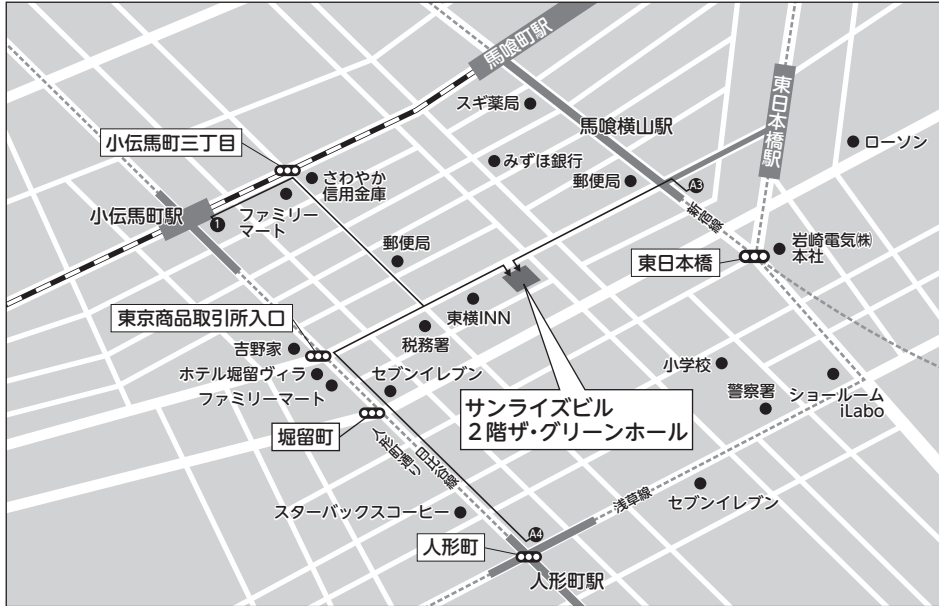 馬喰町駅
スギ薬局
東日本橋駅
馬喰横山駅
ローソン
小伝馬町三丁目
みずほ銀行
さわやか
信用金庫
郵便局
A3
小伝馬町駅
1
ファミリー
マート
新宿線
郵便局
東日本橋
岩崎電気㈱
本社
東京商品取引所入口
東横INN
税務署
吉野家
ホテル堀留ヴィラ
セブンイレブン
小学校
ファミリーマート
警察署
ショールーム
iLabo
サンライズビル
2階ザ・グリーンホール
堀留町
人形町通り
日比谷線
スターバックスコーヒー
セブンイレブン
浅草線
A4
人形町
人形町駅